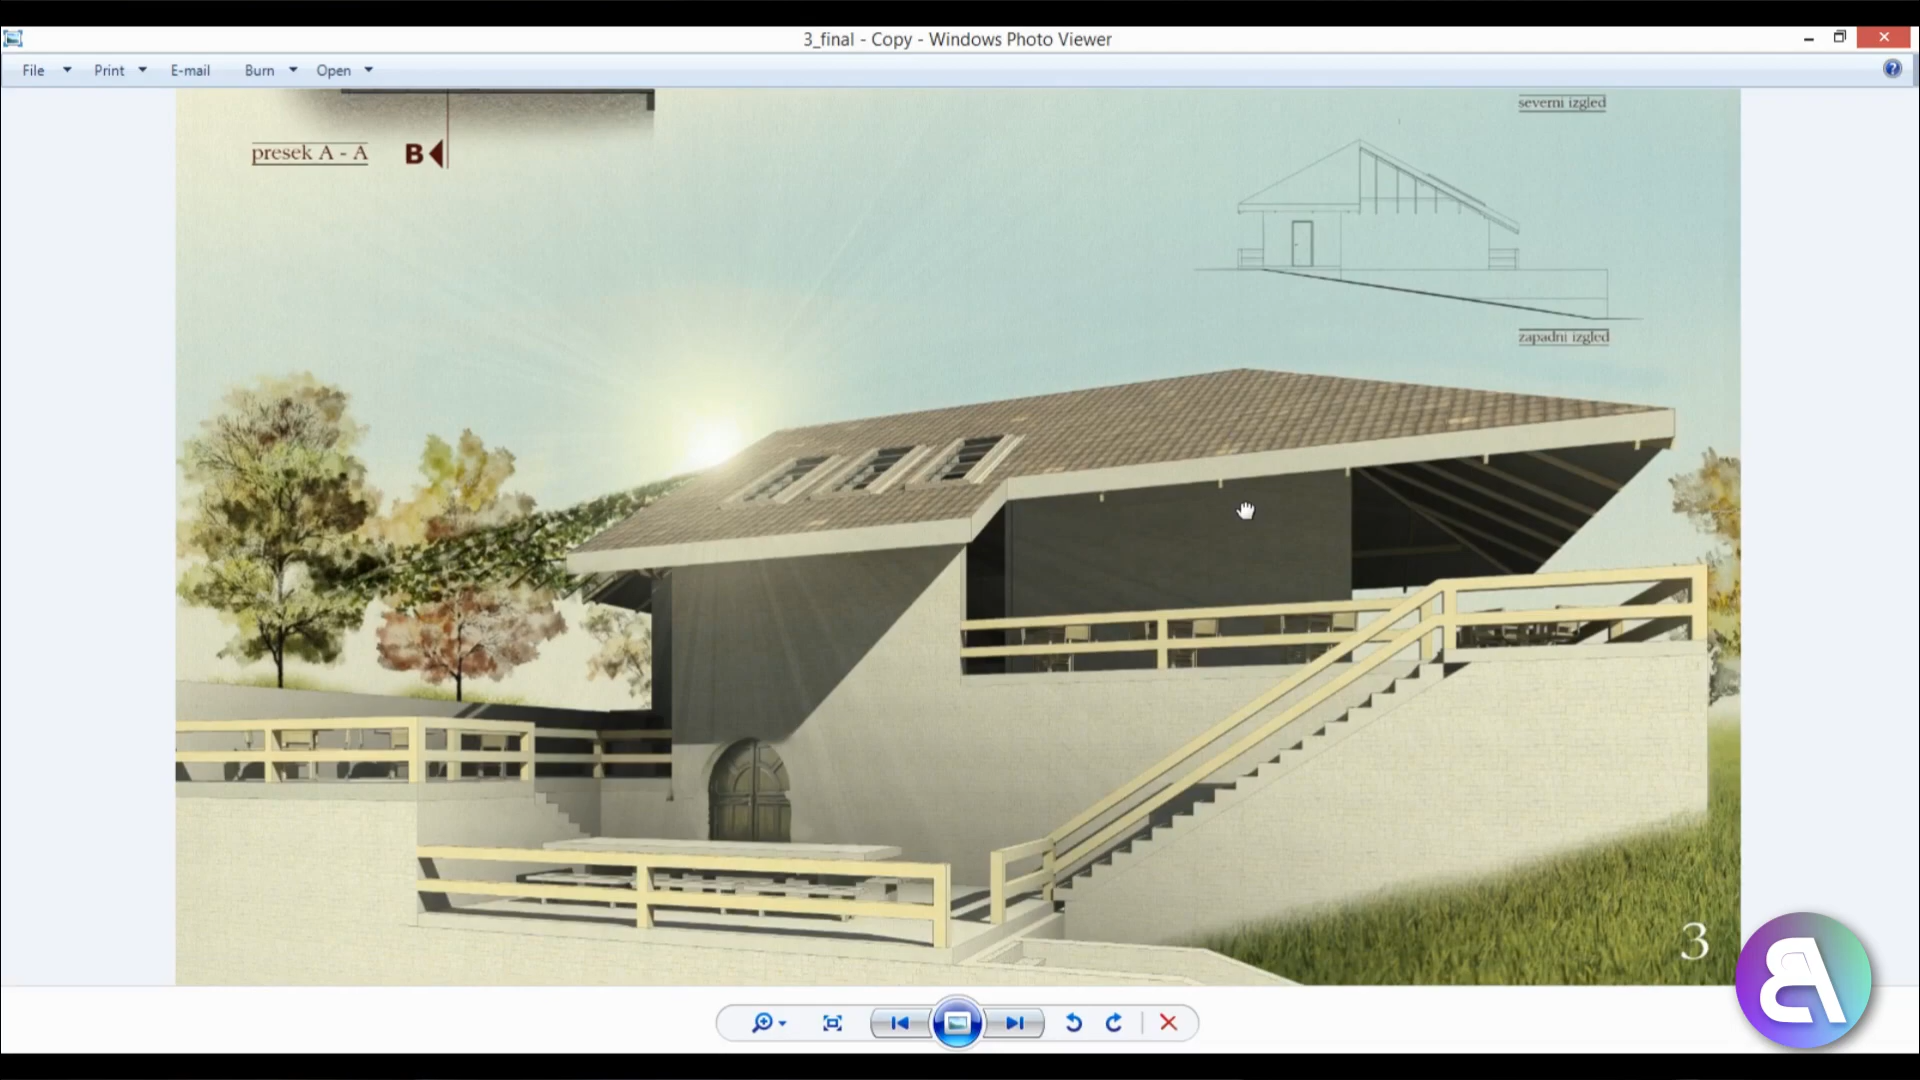 3_final - Copy - Windows Photo Viewer
File Print E-mail Burn Open
severni izgled
presek A - A B
zapadni izgled
3